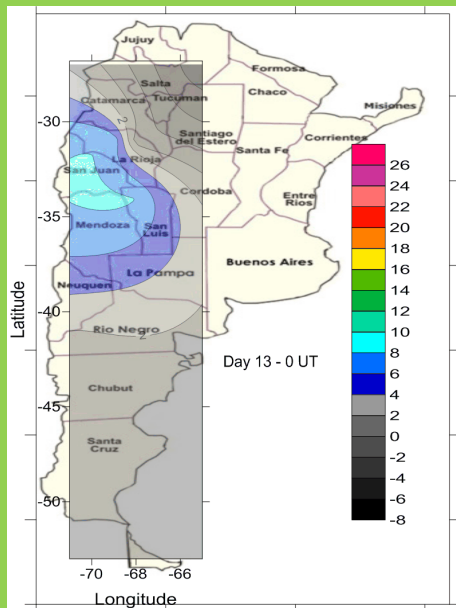 Jujuy
Salta
Formosa
Catamarca
Tucuman
Chaco
Misiones
2
-30
Santiago
del Estero
Corrientes
La Rioja
Santa Fe
San Juan
Cordoba
Entre
Rios
-35
Mendoza
San
Luis
La Pampa
Buenos Aires
Neuquen
-40
Rio Negro
2
Day 13 - 0 UT
Chubut
-45
Santa
Cruz
-50
-70
-68
-66
Latitude
Longitude
26
24
22
20
18
16
14
12
10
8
6
4
2
0
-2
-4
-6
-8